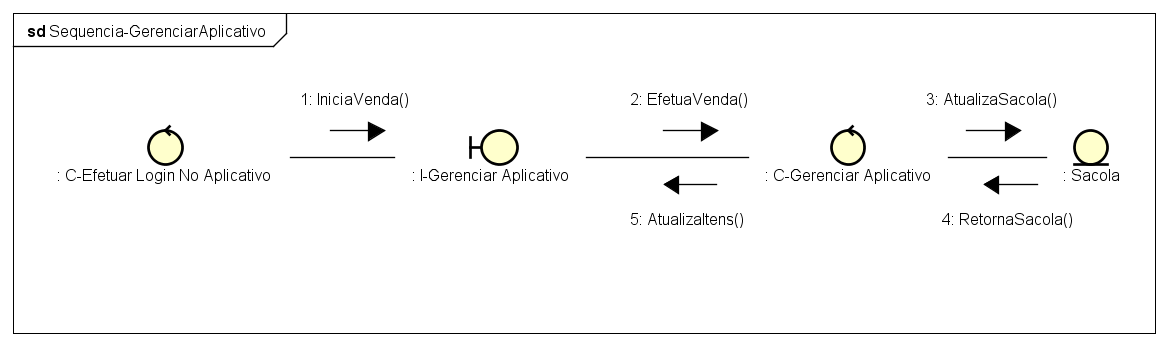 sd Sequencia-GerenciarAplicativo
1: IniciaVenda()
2: EfetuaVenda()
3: AtualizaSacola()
: C-Efetuar Login No Aplicativo
: I-Gerenciar Aplicativo
: C-Gerenciar Aplicativo
: Sacola
5: AtualizaItens()
4: RetornaSacola()